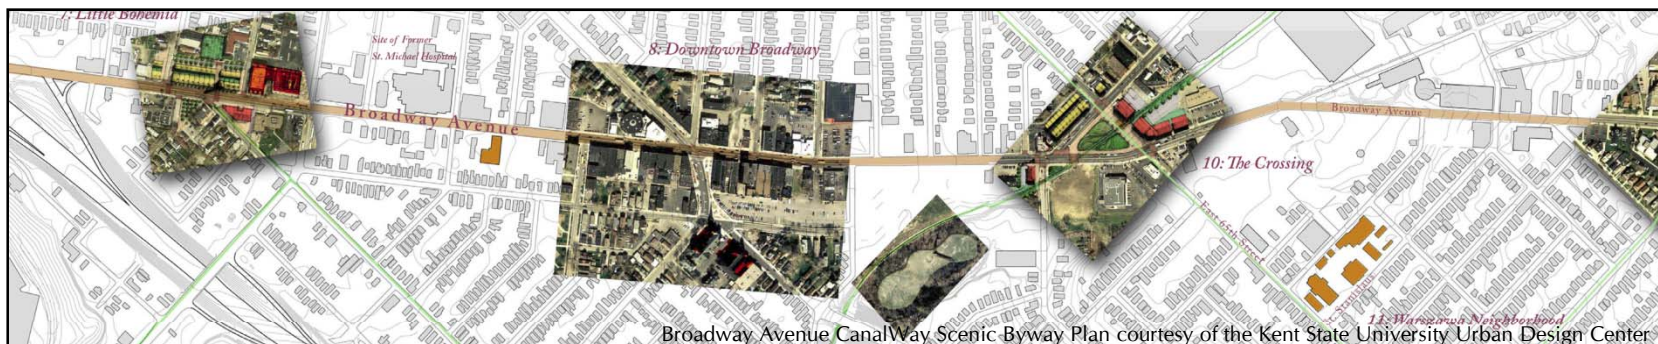 7: Little Bohemia
Site of Former
St. Michael Hospital
8: Downtown Broadway
Broadway Avenue
Broadway Avenue
10: The Crossing
East 65th Street
11: Warszawa Neighborhood
Broadway Avenue CanalWay Scenic Byway Plan courtesy of the Kent State University Urban Design Center